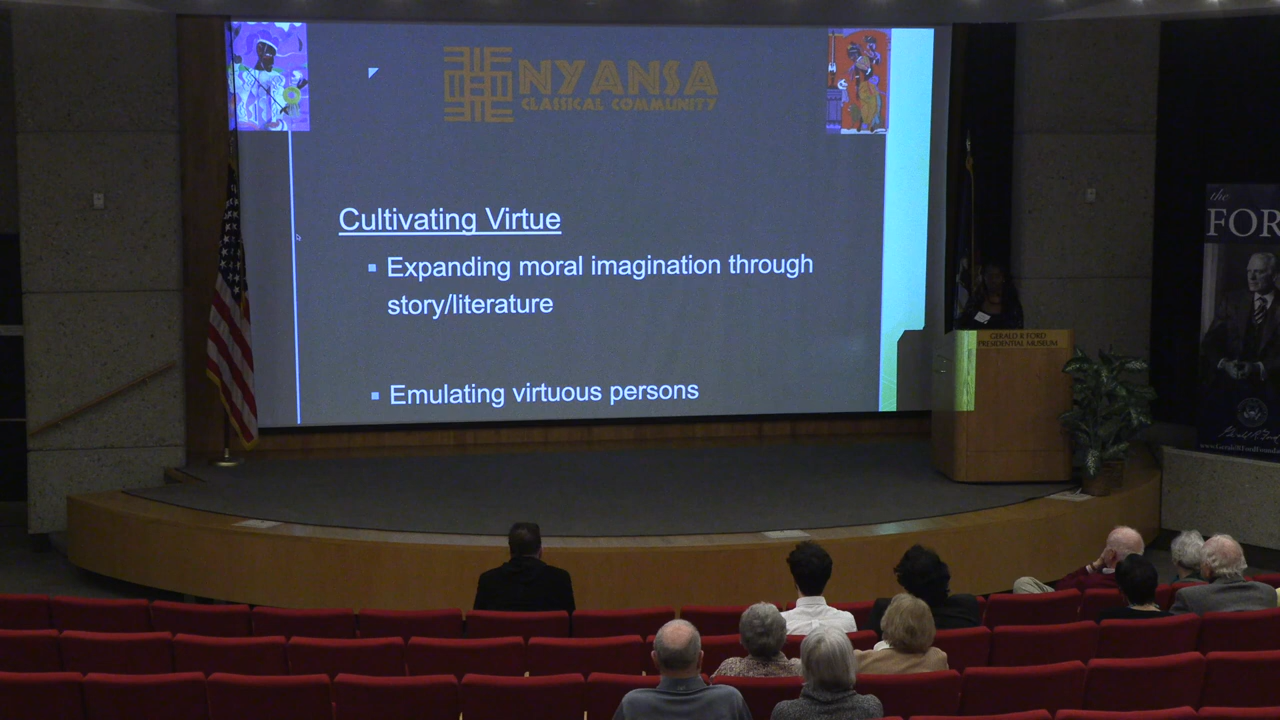 NYANSA
CLASSICAL COMMUNITY
Cultivating Virtue
Expanding moral imagination through
story/literature
Emulating virtuous persons
GERALD R FORD
PRESIDENTIAL MUSEUM
the
FOR